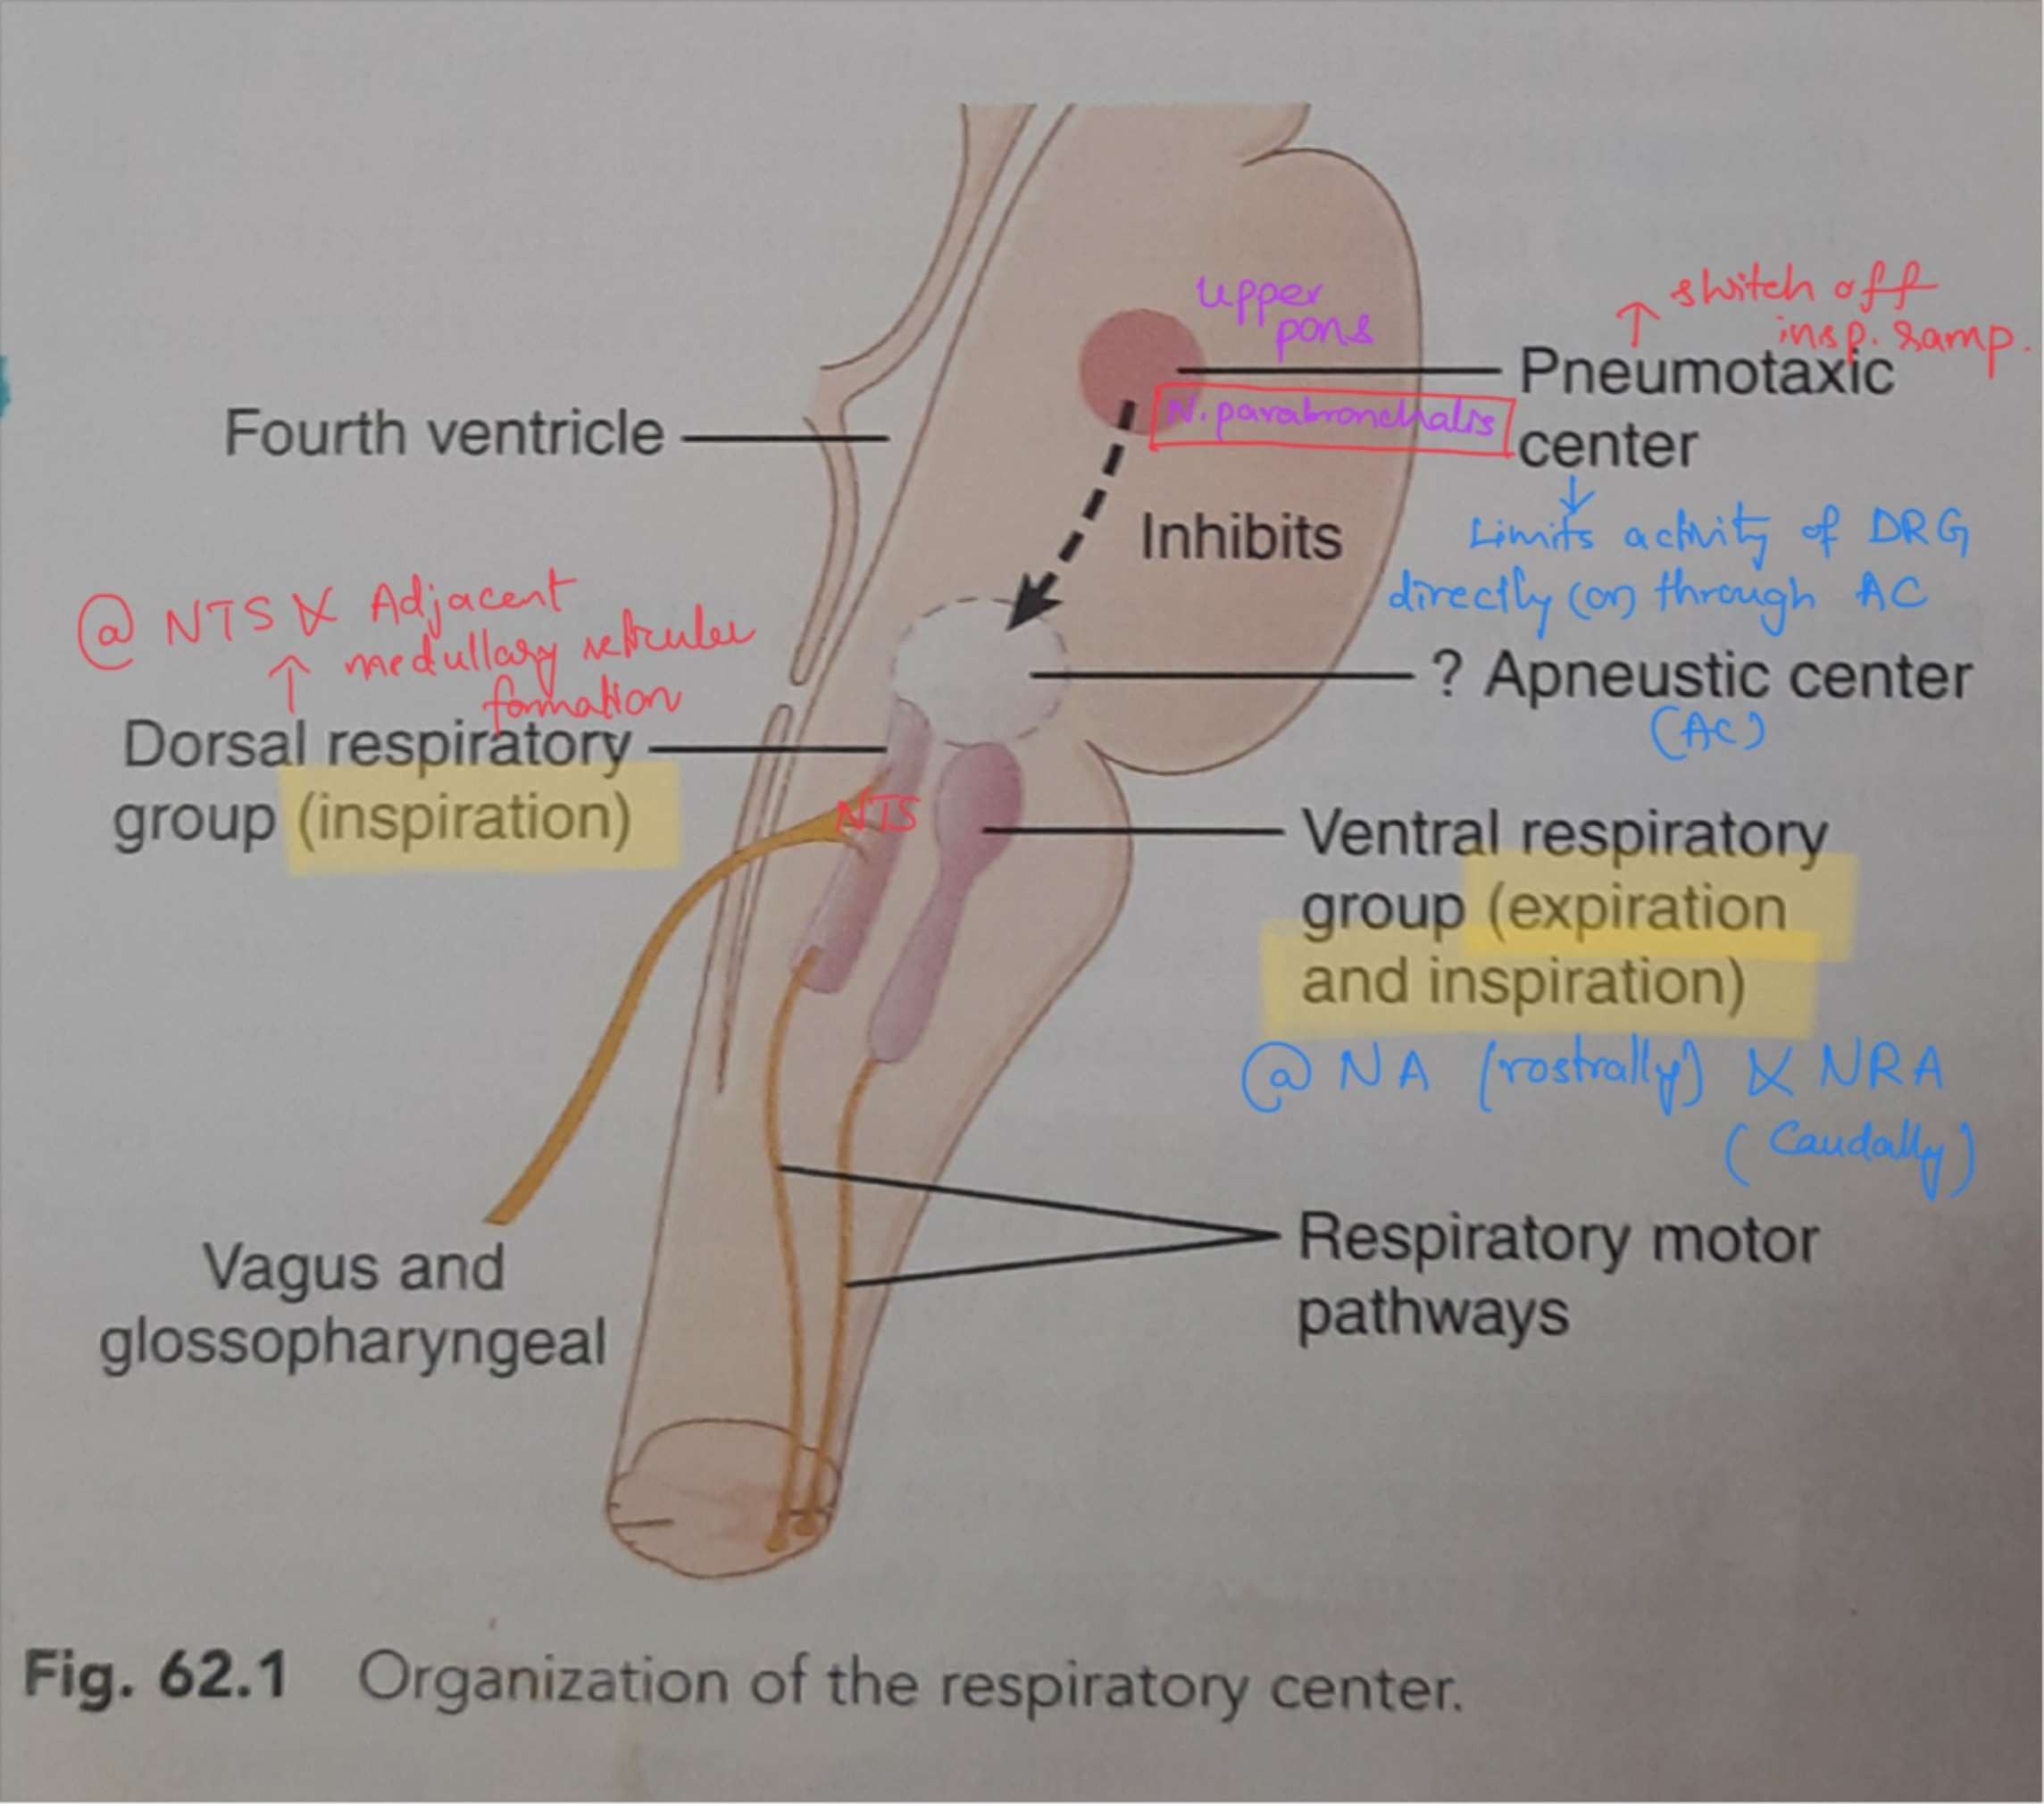 upper
pons
switch off
insp. ramp.
Pneumotaxic
N. parabronchalis
center
Fourth ventricle
Inhibits
Limits activity of DRG
directly (or) through AC
@ NTS & Adjacent
medullary reticular
formation
? Apneustic center
(AC)
Dorsal respiratory
group (inspiration)
NTS
Ventral respiratory
group (expiration
and inspiration)
@ NA (rostrally) & NRA
(Caudally)
Respiratory motor
pathways
Vagus and
glossopharyngeal
Fig. 62.1 Organization of the respiratory center.